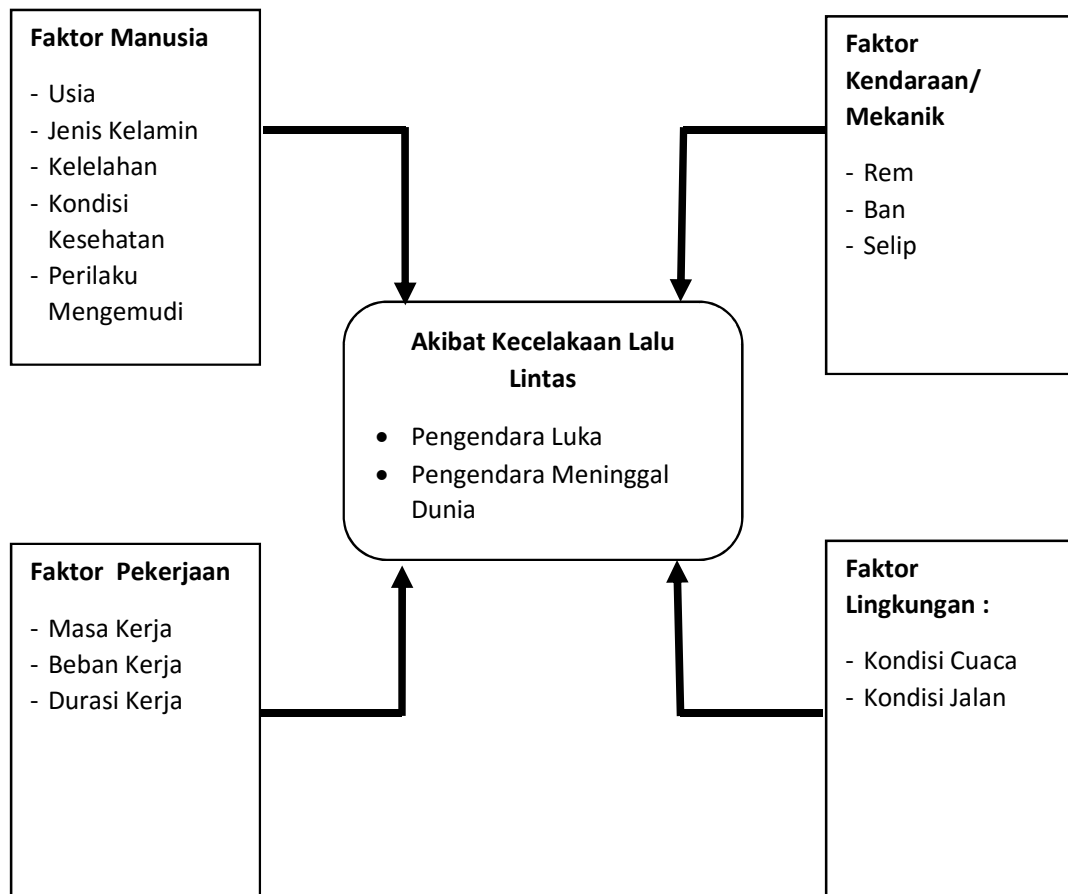 Faktor Manusia
- Usia
- Jenis Kelamin
- Kelelahan
- Kondisi
Kesehatan
- Perilaku
Mengemudi
Faktor
Kendaraan/
Mekanik
- Rem
- Ban
- Selip
Akibat Kecelakaan Lalu
Lintas
• Pengendara Luka
• Pengendara Meninggal
Dunia
Faktor Pekerjaan
- Masa Kerja
- Beban Kerja
- Durasi Kerja
Faktor
Lingkungan :
- Kondisi Cuaca
- Kondisi Jalan